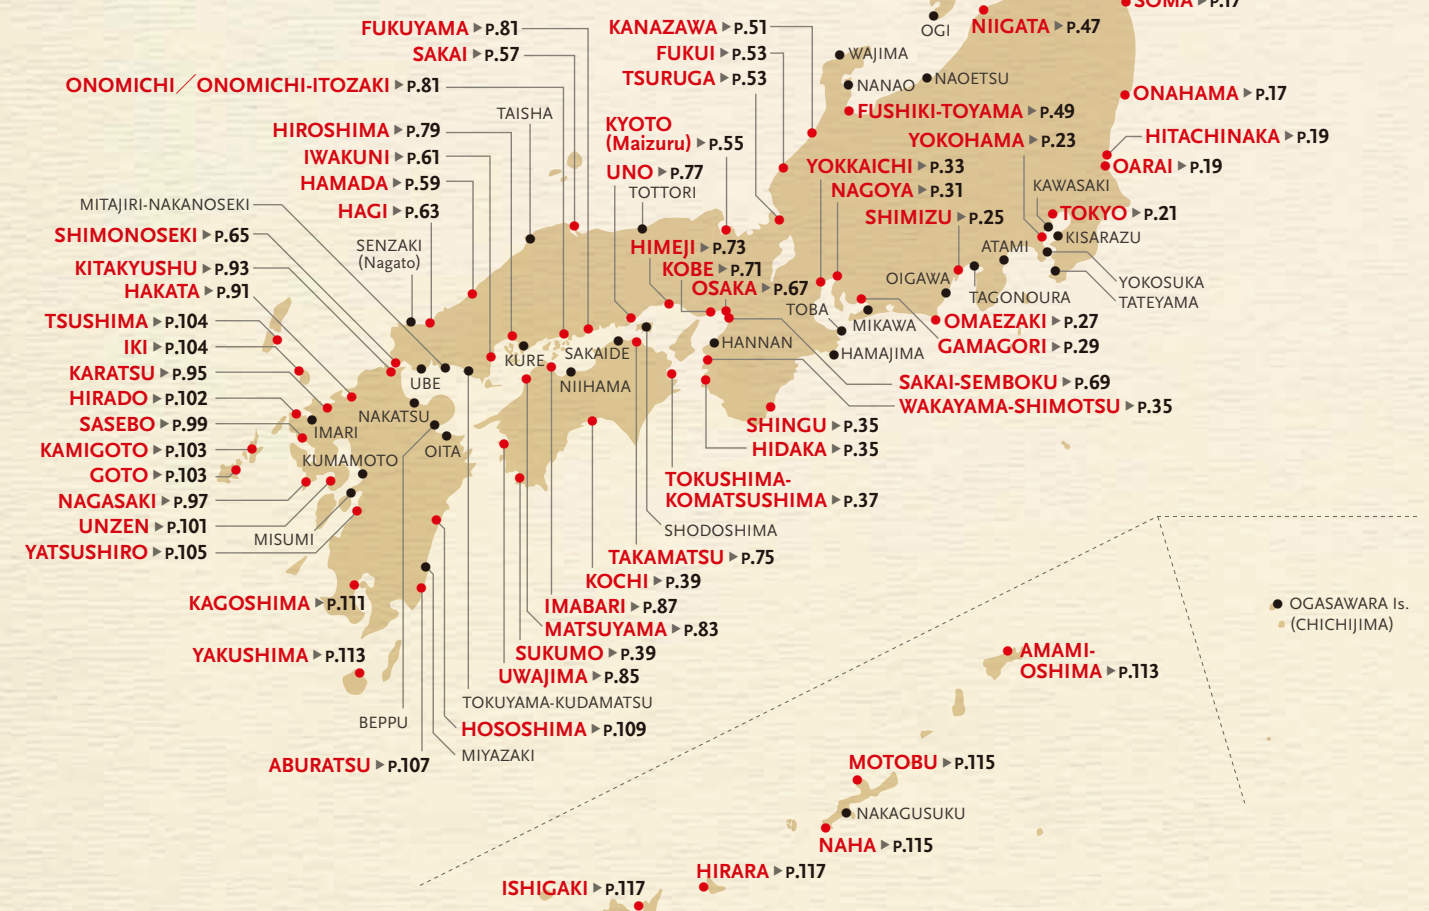 SOMA ▶ P.17
OGI
NIIGATA ▶ P.47
FUKUYAMA ▶ P.81
KANAZAWA ▶ P.51
SAKAI ▶ P.57
FUKUI ▶ P.53
WAJIMA
TSURUGA ▶ P.53
NAOETSU
NANAO
ONOMICHI／ONOMICHI-ITOZAKI ▶ P.81
ONAHAMA ▶ P.17
TAISHA
FUSHIKI-TOYAMA ▶ P.49
HIROSHIMA ▶ P.79
KYOTO
(Maizuru) ▶ P.55
YOKOHAMA ▶ P.23
HITACHINAKA ▶ P.19
IWAKUNI ▶ P.61
UNO ▶ P.77
YOKKAICHI ▶ P.33
OARAI ▶ P.19
HAMADA ▶ P.59
TOTTORI
NAGOYA ▶ P.31
KAWASAKI
MITAJIRI-NAKANOSEKI
HAGI ▶ P.63
SHIMIZU ▶ P.25
TOKYO ▶ P.21
SHIMONOSEKI ▶ P.65
SENZAKI
(Nagato)
HIMEJI ▶ P.73
ATAMI
KISARAZU
KITAKYUSHU ▶ P.93
KOBE ▶ P.71
OIGAWA
YOKOSUKA
HAKATA ▶ P.91
OSAKA ▶ P.67
TAGONOURA
TATEYAMA
TSUSHIMA ▶ P.104
TOBA
MIKAWA
OMAEZAKI ▶ P.27
IKI ▶ P.104
KURE
SAKAIDE
HANNAN
HAMAJIMA
GAMAGORI ▶ P.29
KARATSU ▶ P.95
UBE
NIIHAMA
SAKAI-SEMBOKU ▶ P.69
HIRADO ▶ P.102
WAKAYAMA-SHIMOTSU ▶ P.35
SASEBO ▶ P.99
IMARI
NAKATSU
SHINGU ▶ P.35
KAMIGOTO ▶ P.103
OITA
HIDAKA ▶ P.35
GOTO ▶ P.103
KUMAMOTO
TOKUSHIMA-
KOMATSUSHIMA ▶ P.37
NAGASAKI ▶ P.97
UNZEN ▶ P.101
MISUMI
SHODOSHIMA
YATSUSHIRO ▶ P.105
TAKAMATSU ▶ P.75
KOCHI ▶ P.39
KAGOSHIMA ▶ P.111
IMABARI ▶ P.87
OGASAWARA Is.
(CHICHIJIMA)
MATSUYAMA ▶ P.83
YAKUSHIMA ▶ P.113
SUKUMO ▶ P.39
AMAMI-
OSHIMA ▶ P.113
UWAJIMA ▶ P.85
TOKUYAMA-KUDAMATSU
BEPPU
HOSOSHIMA ▶ P.109
MIYAZAKI
ABURATSU ▶ P.107
MOTOBU ▶ P.115
NAKAGUSUKU
NAHA ▶ P.115
HIRARA ▶ P.117
ISHIGAKI ▶ P.117